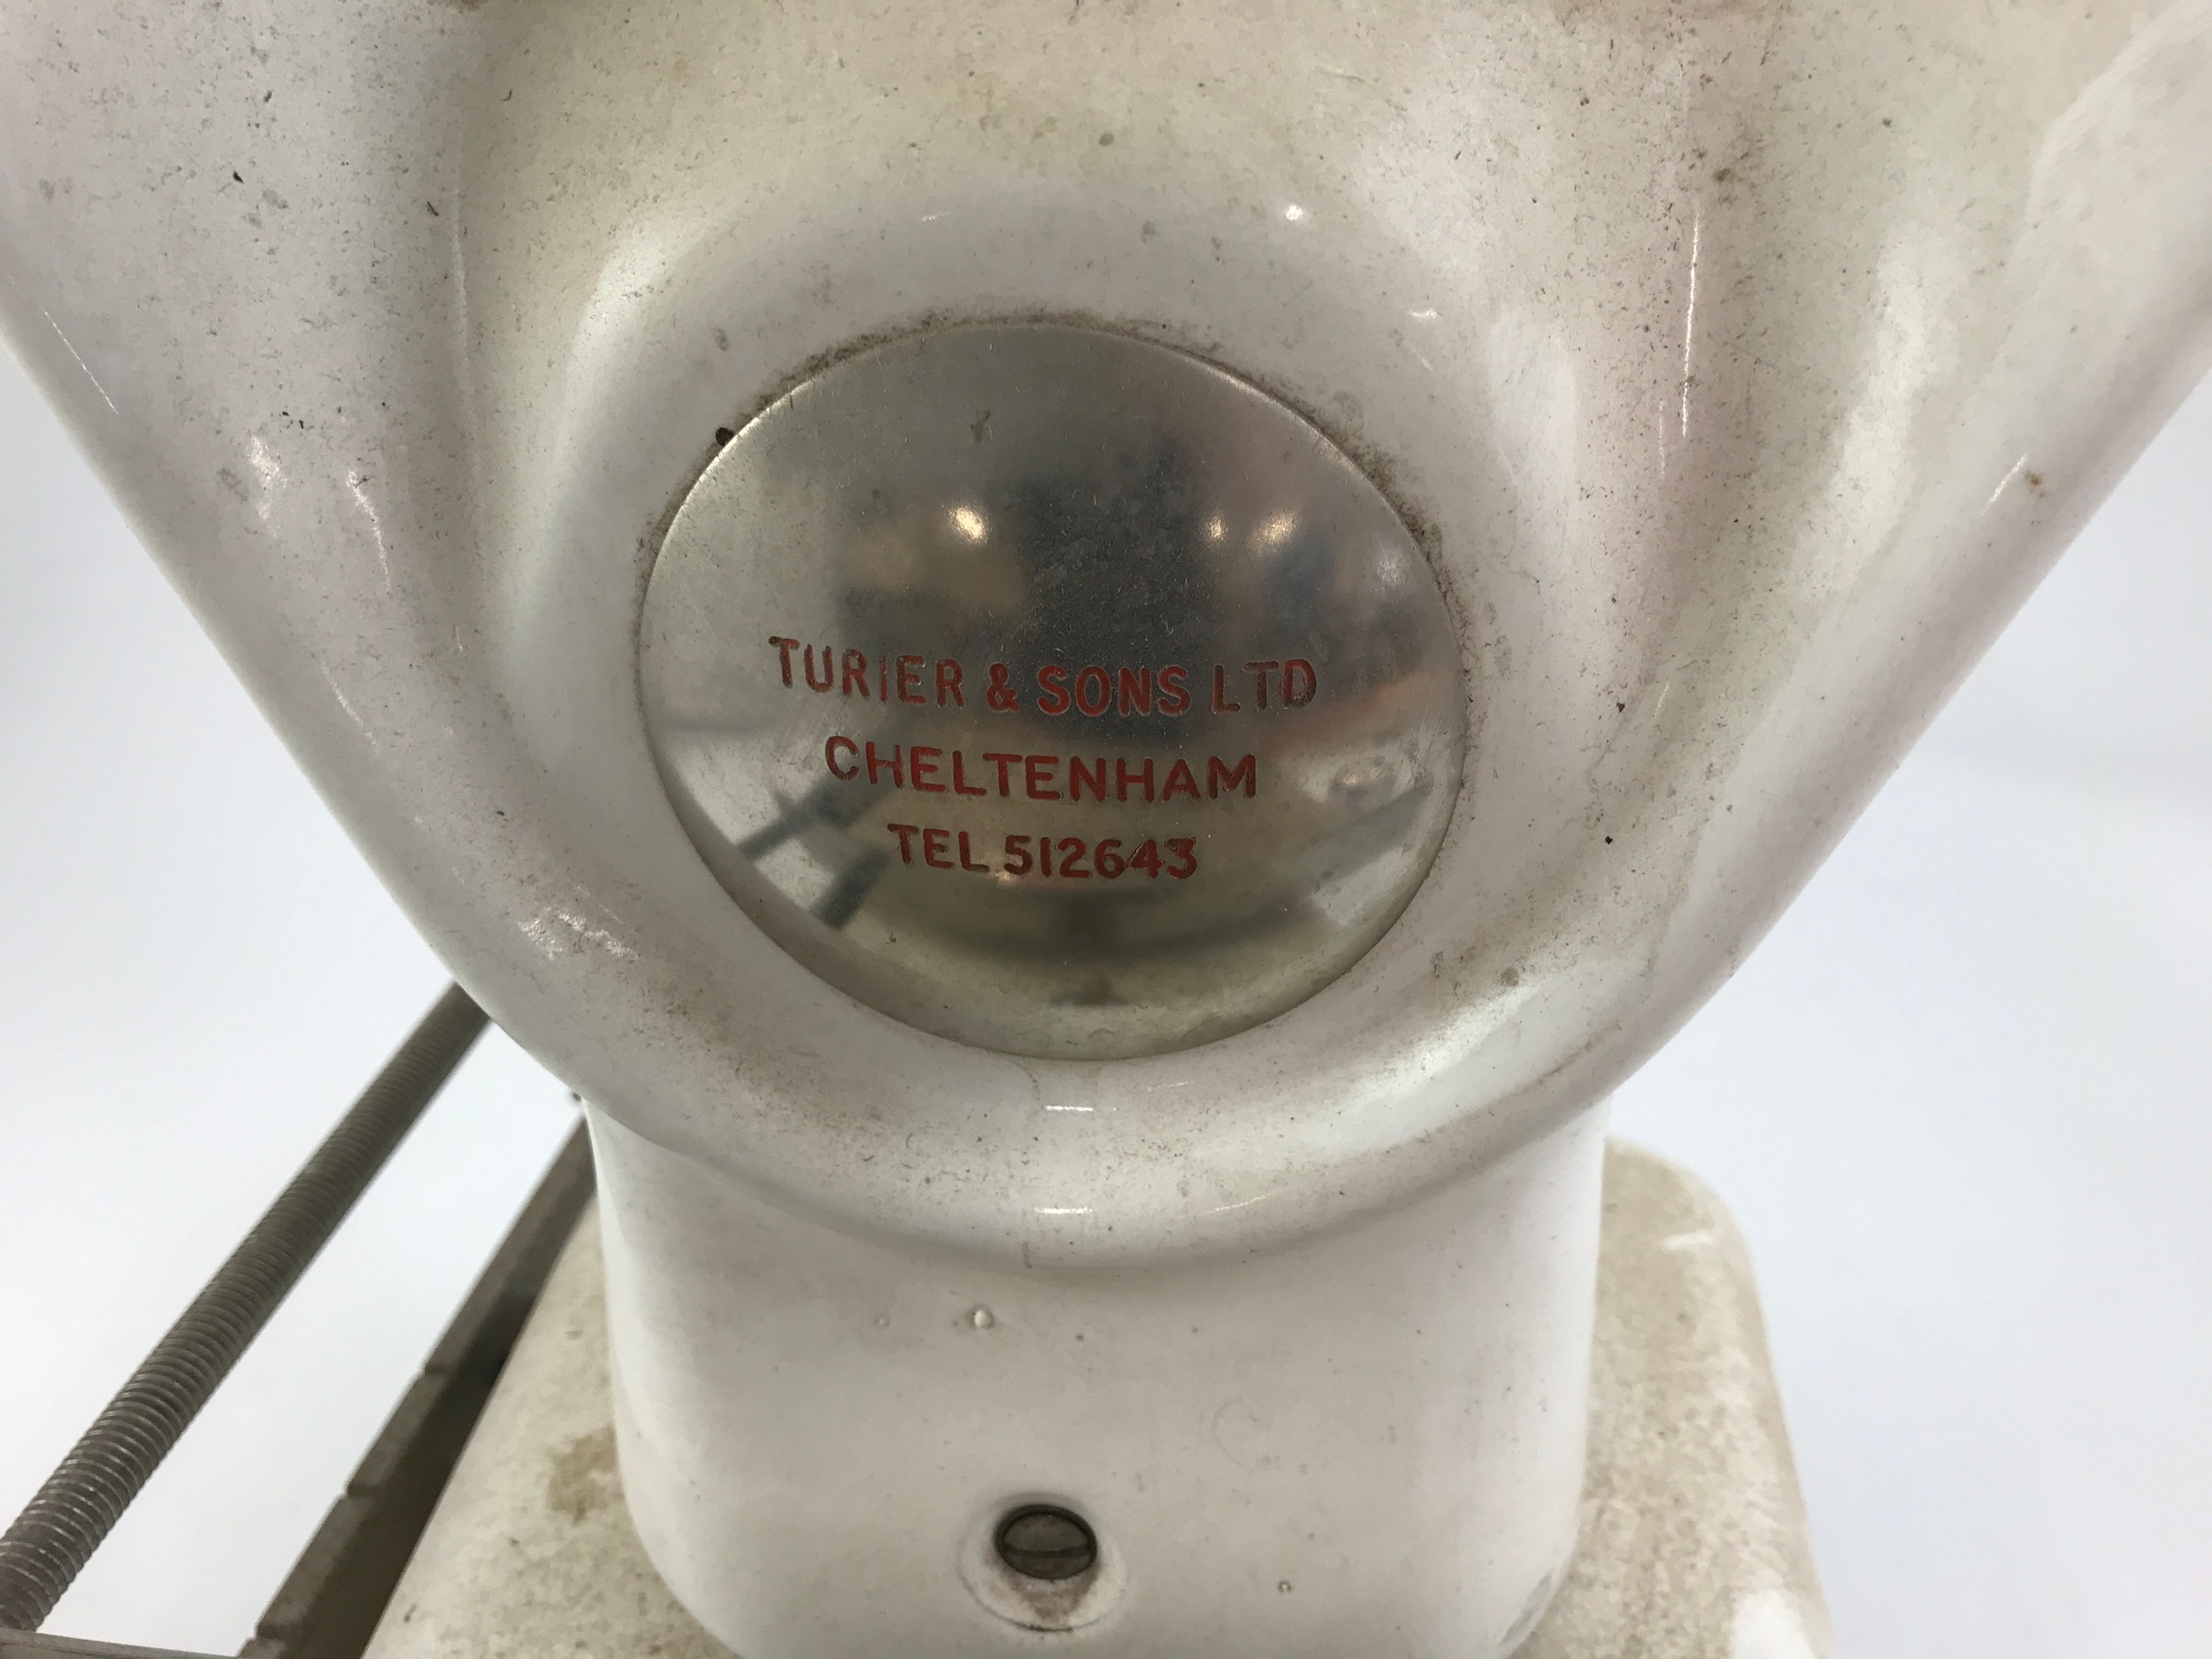 TURIER & SONS LTD
CHELTENHAM
TEL 512643